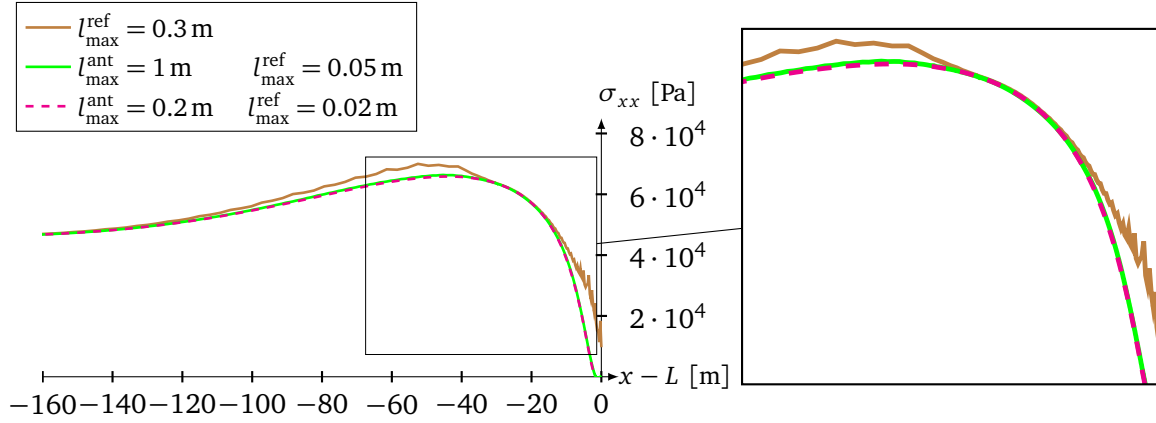 l_max^ref = 0.3 m
l_max^ant = 1 m l_max^ref = 0.05 m
l_max^ant = 0.2 m l_max^ref = 0.02 m
σ_xx [Pa]
8 · 10^4
6 · 10^4
4 · 10^4
2 · 10^4
x − L [m]
−160 −140 −120 −100 −80 −60 −40 −20 0